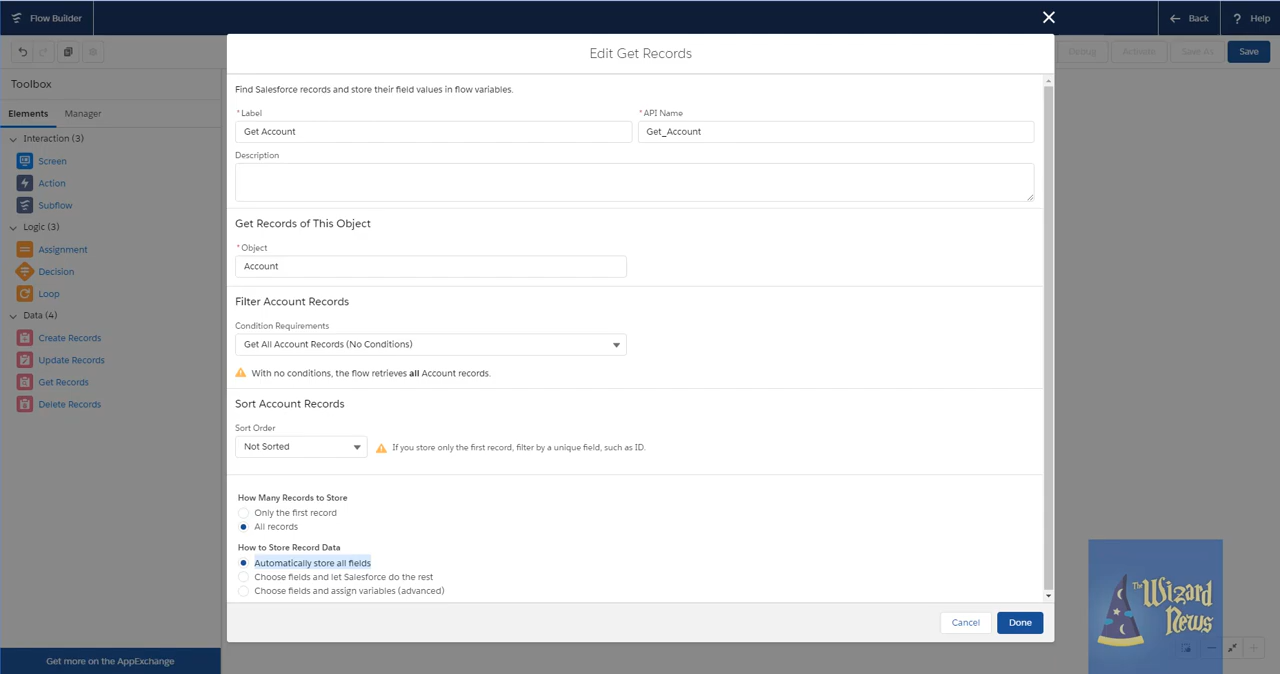 Flow Builder
Back
? Help
Debug
Activate
Save As
Save
Toolbox
Elements
Manager
Interaction (3)
Screen
Action
Subflow
Logic (3)
Assignment
Decision
Loop
Data (4)
Create Records
Update Records
Get Records
Delete Records
Get more on the AppExchange
Edit Get Records
Find Salesforce records and store their field values in flow variables.
*Label
*API Name
Get Account
Get_Account
Description
Get Records of This Object
*Object
Account
Filter Account Records
Condition Requirements
Get All Account Records (No Conditions)
With no conditions, the flow retrieves all Account records.
Sort Account Records
Sort Order
Not Sorted
If you store only the first record, filter by a unique field, such as ID.
How Many Records to Store
Only the first record
All records
How to Store Record Data
Automatically store all fields
Choose fields and let Salesforce do the rest
Choose fields and assign variables (advanced)
Cancel
Done
The Wizard
News